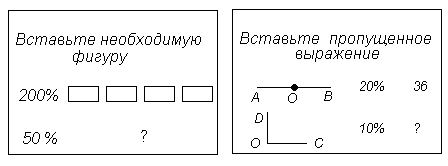 Вставьте необходимую
фигуру
200%
50 %
?
Вставьте пропущенное
выражение
A O B
20% 36
D
O C
10% ?